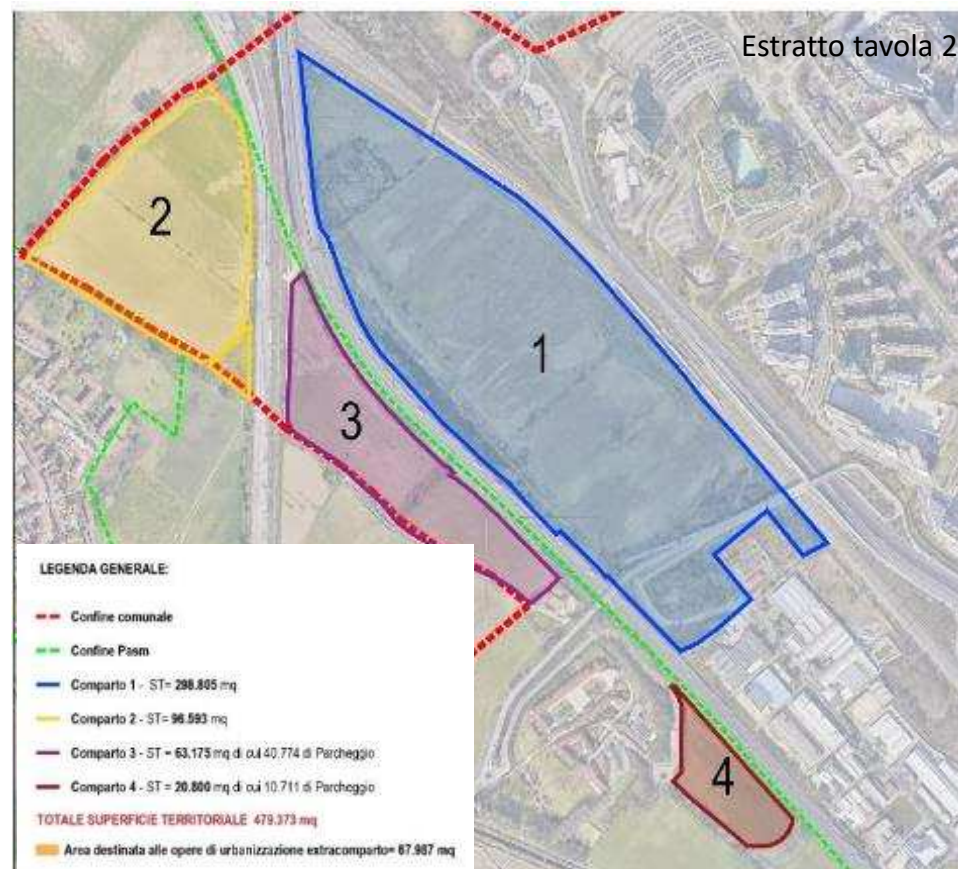 Estratto tavola 2
2
1
3
4
LEGENDA GENERALE:
Confine comunale
Confine Pasm
Comparto 1 - ST= 298.805 mq
Comparto 2 - ST= 96.593 mq
Comparto 3 - ST = 63.175 mq di cui 40.774 di Parcheggio
Comparto 4 - ST = 20.800 mq di cui 10.711 di Parcheggio
TOTALE SUPERFICIE TERRITORIALE 479.373 mq
Area destinata alle opere di urbanizzazione extracomparto= 67.987 mq